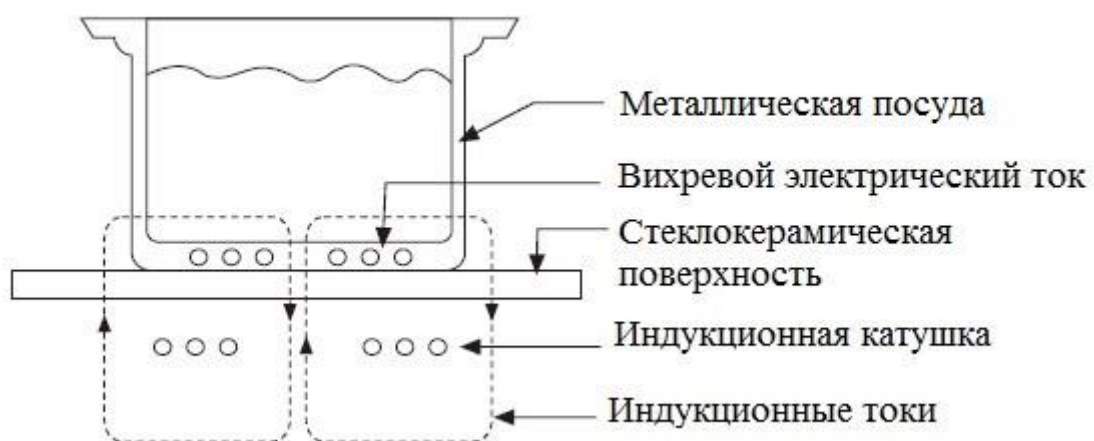 Металлическая посуда
Вихревой электрический ток
Стеклокерамическая
поверхность
Индукционная катушка
Индукционные токи